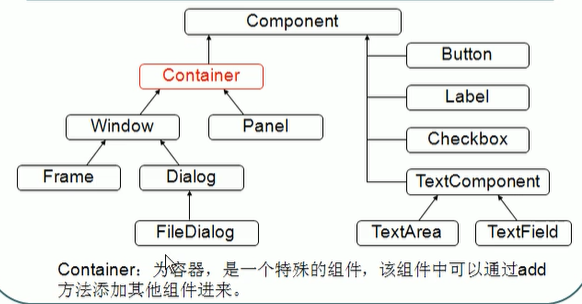 Component
Button
Container
Label
Window
Panel
Checkbox
Frame
Dialog
TextComponent
FileDialog
TextArea
TextField
Container：为容器，是一个特殊的组件，该组件中可以通过add
方法添加其他组件进来。